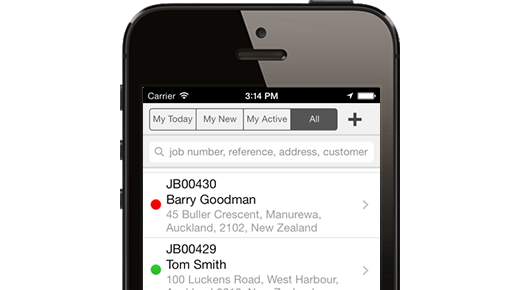 Carrier 3:14 PM
My Today My New My Active All +
job number, reference, address, customer
JB00430
Barry Goodman
45 Buller Crescent, Manurewa,
Auckland, 2102, New Zealand
JB00429
Tom Smith
100 Luckens Road, West Harbour,